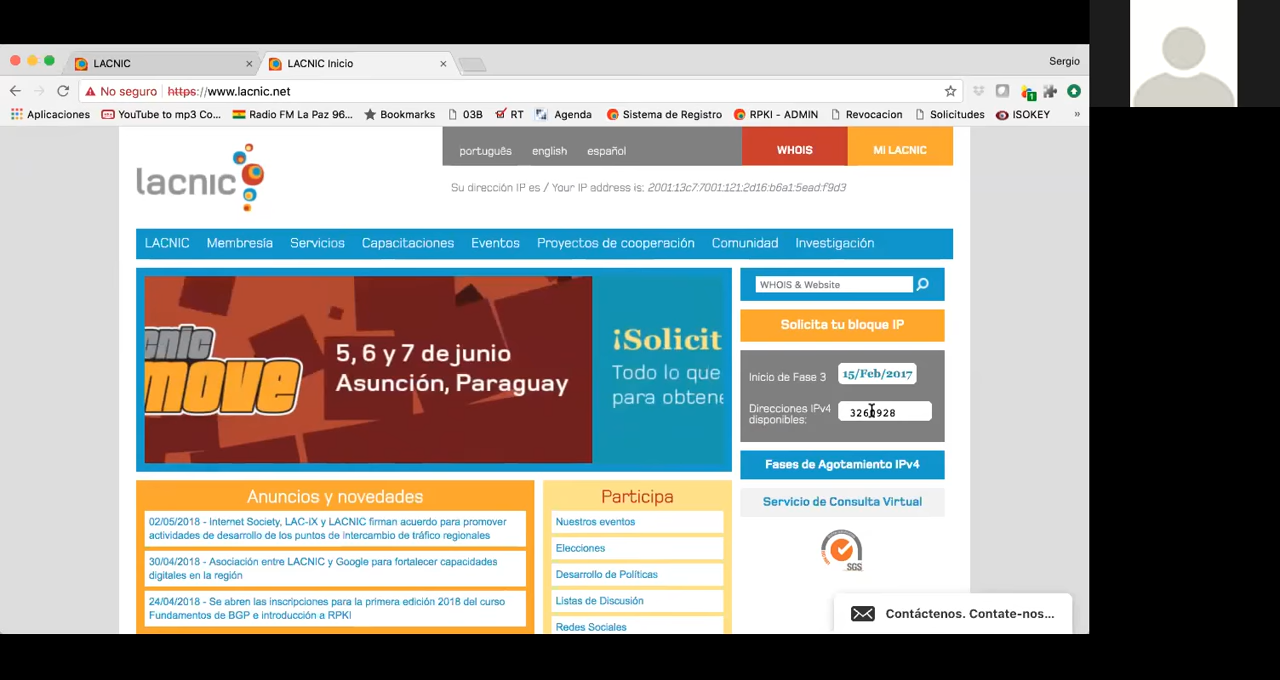 LACNIC
LACNIC Inicio
Sergio
No seguro
https://www.lacnic.net
Aplicaciones
YouTube to mp3 Co...
Radio FM La Paz 96...
Bookmarks
03B
RT
Agenda
Sistema de Registro
RPKI - ADMIN
Revocacion
Solicitudes
ISOKEY
»
português
english
español
WHOIS
MI LACNIC
lacnic
Su dirección IP es / Your IP address is: 2001:13c7:7001:121:2d16:b6a1:5ead:f9d3
LACNIC
Membresía
Servicios
Capacitaciones
Eventos
Proyectos de cooperación
Comunidad
Investigación
cnic
move
5, 6 y 7 de junio
Asunción, Paraguay
¡Solicit
Todo lo que
para obtene
WHOIS & Website
Solicita tu bloque IP
Inicio de Fase 3
15/Feb/2017
Direcciones IPv4
disponibles:
Fases de Agotamiento IPv4
Servicio de Consulta Virtual
SGS
Anuncios y novedades
02/05/2018 - Internet Society, LAC-IX y LACNIC firman acuerdo para promover
actividades de desarrollo de los puntos de intercambio de tráfico regionales
30/04/2018 - Asociación entre LACNIC y Google para fortalecer capacidades
digitales en la región
24/04/2018 - Se abren las inscripciones para la primera edición 2018 del curso
Fundamentos de BGP e introducción a RPKI
Participa
Nuestros eventos
Elecciones
Desarrollo de Políticas
Listas de Discusión
Redes Sociales
Contáctenos. Contate-nos...